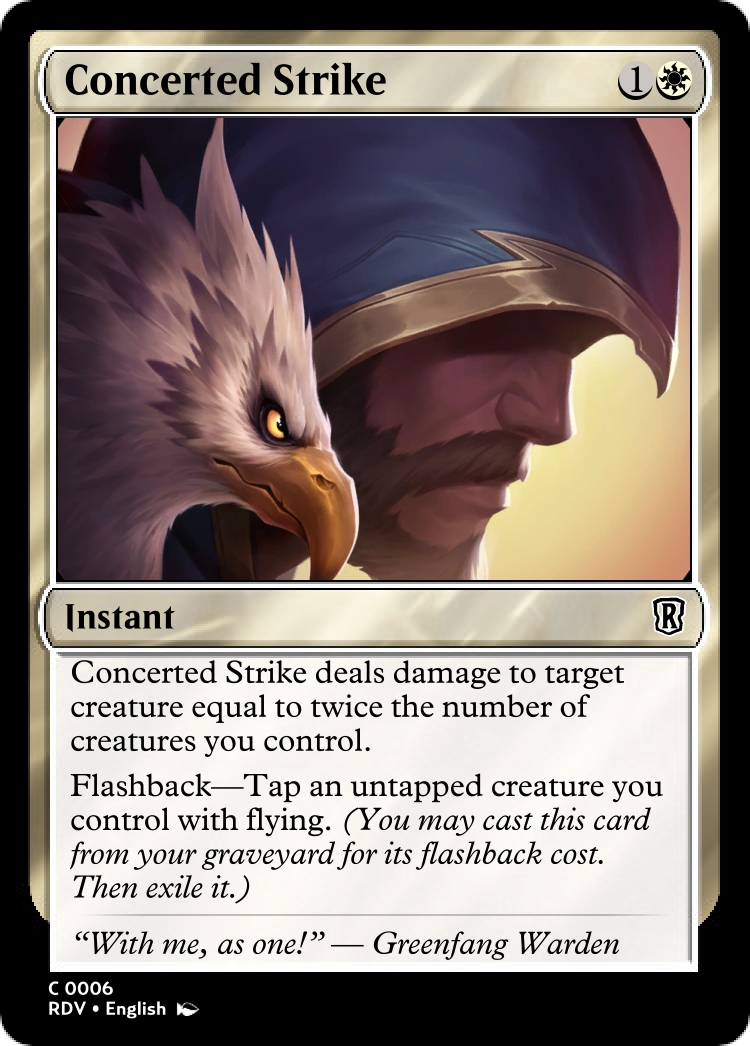 Concerted Strike 1
Instant R
Concerted Strike deals damage to target
creature equal to twice the number of
creatures you control.
Flashback—Tap an untapped creature you
control with flying. (You may cast this card
from your graveyard for its flashback cost.
Then exile it.)
“With me, as one!” — Greenfang Warden
C 0006
RDV • English